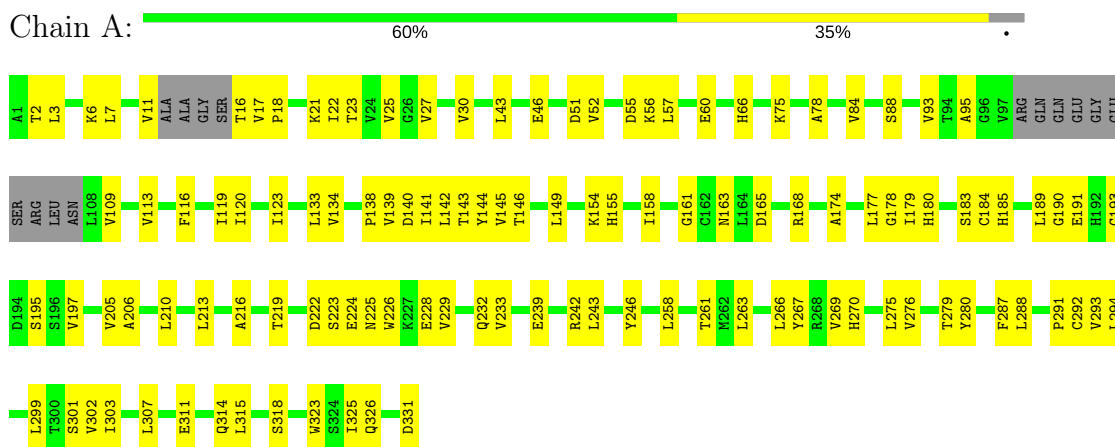 Chain A:
60% 35% •
A1 T2 L3 K6 L7 V11 ALA ALA GLY SER T16 V17 P18 K21 I22 T23 V24 V25 G26 V27 V30 L43 E46 D51 V52 D55 K56 L57 E60 H66 K75 A78 V84 S88 V93 T94 A95 G96 V97 ARG GLN GLN GLU GLY GLU
SER ARG LEU ASN L108 V109 V113 F116 I119 I120 I123 L133 V134 P138 V139 D140 I141 L142 T143 Y144 V145 T146 L149 K154 H155 I158 G161 C162 N163 L164 D165 R168 A174 L177 G178 I179 H180 S183 C184 H185 L189 G190 E191 H192 G193
D194 S195 S196 V197 V205 A206 L210 L213 A216 T219 D222 S223 E224 N225 W226 K227 E228 V229 Q232 V233 E239 R242 L243 Y246 L258 T261 M262 L263 L266 Y267 R268 V269 H270 L275 V276 T279 Y280 F287 L288 P291 C292 V293 L294
L299 T300 S301 V302 I303 L307 E311 Q314 L315 S318 W323 S324 I325 Q326 D331